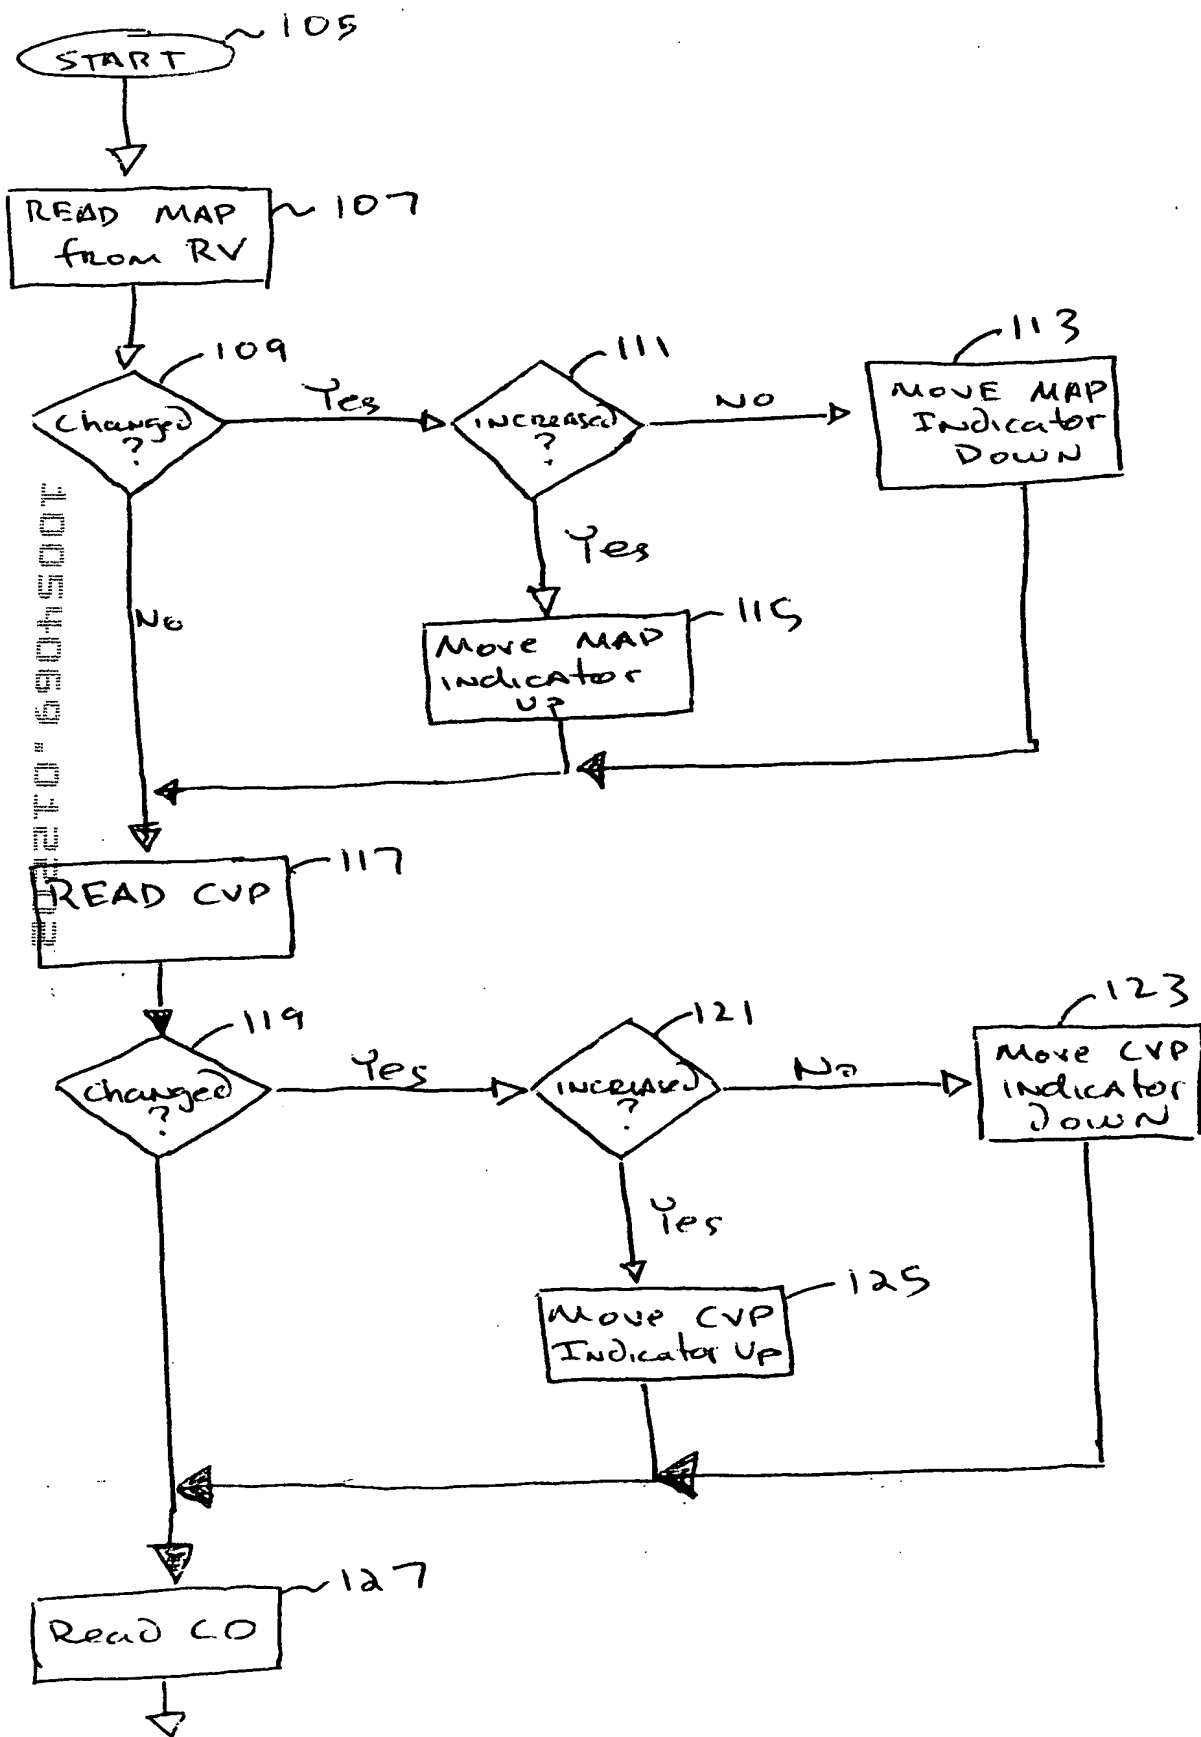 START
105
READ MAP
from RV
107
109
Changed
?
Yes
111
INCREASED
?
NO
113
MOVE MAP
Indicator
DOWN
Yes
No
115
Move MAP
indicator
UP
117
READ CVP
119
Changed
?
Yes
121
INCREASED
?
No
123
Move CVP
indicator
DOWN
Yes
125
Move CVP
Indicator Up
127
Read CO